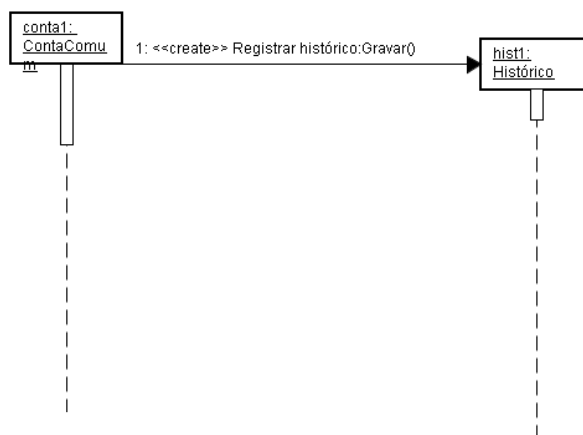 conta1:
ContaComu
m
1: <<create>> Registrar histórico:Gravar()
hist1:
Histórico